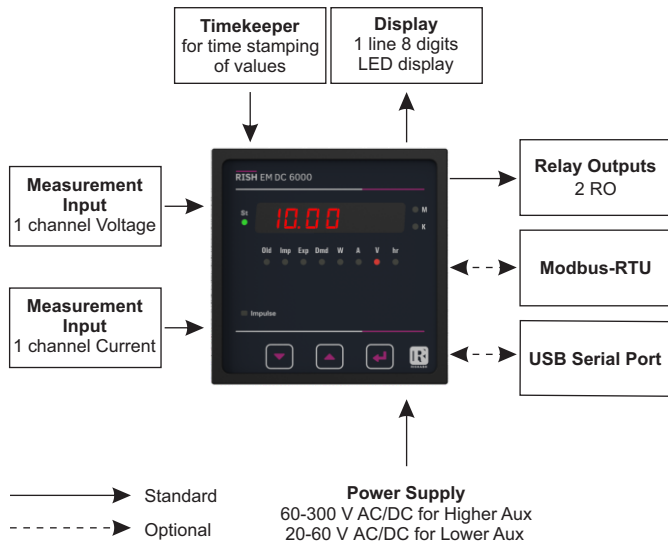 Timekeeper
for time stamping
of values
Display
1 line 8 digits
LED display
Measurement
Input
1 channel Voltage
Measurement
Input
1 channel Current
RISH EM DC 6000
St
10.00
M
K
Old Imp Exp Dmd W A V hr
Impulse
RISHABH
Relay Outputs
2 RO
Modbus-RTU
USB Serial Port
Standard
Optional
Power Supply
60-300 V AC/DC for Higher Aux
20-60 V AC/DC for Lower Aux